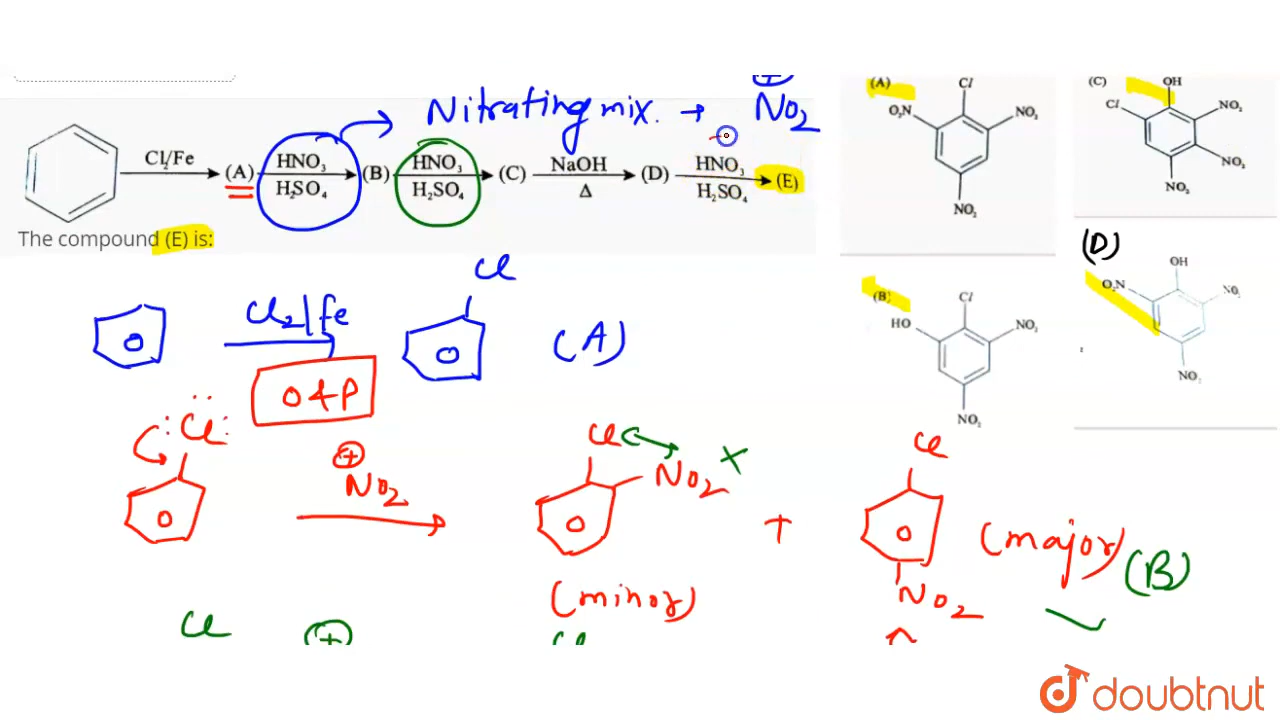 Nitrating mix. → ⊕NO2
Cl2/Fe (A) HNO3 H2SO4 (B) HNO3 H2SO4 (C) NaOH Δ (D) HNO3 H2SO4 (E)
The compound (E) is:
(A)
Cl
O2N NO2
NO2
(C)
OH
Cl NO2
NO2
NO2
(B)
Cl
HO NO2
NO2
(D)
OH
O2N NO2
NO2
Cl2/Fe
Cl
(A)
O & P
Cl
⊕NO2
Cl
NO2 ×
(minor)
+
Cl
NO2
(major) (B)
Cl ⊕ Cl
doubtnut